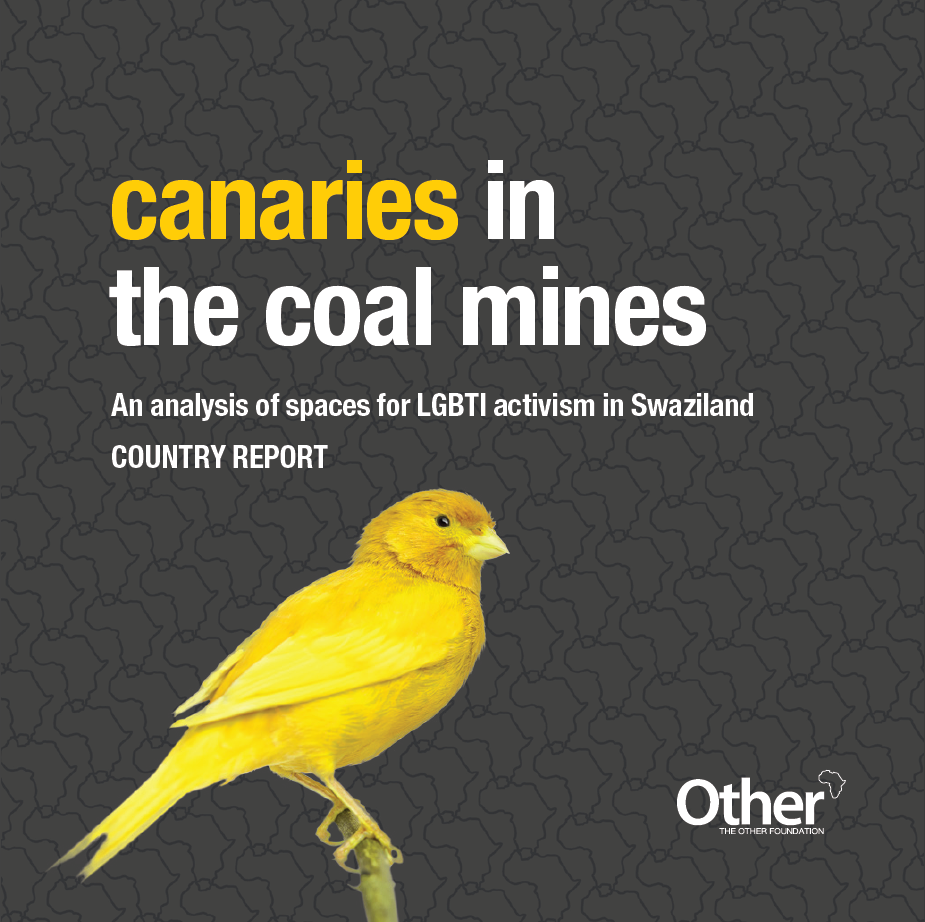 canaries in
the coal mines
An analysis of spaces for LGBTI activism in Swaziland
COUNTRY REPORT
Other
THE OTHER FOUNDATION